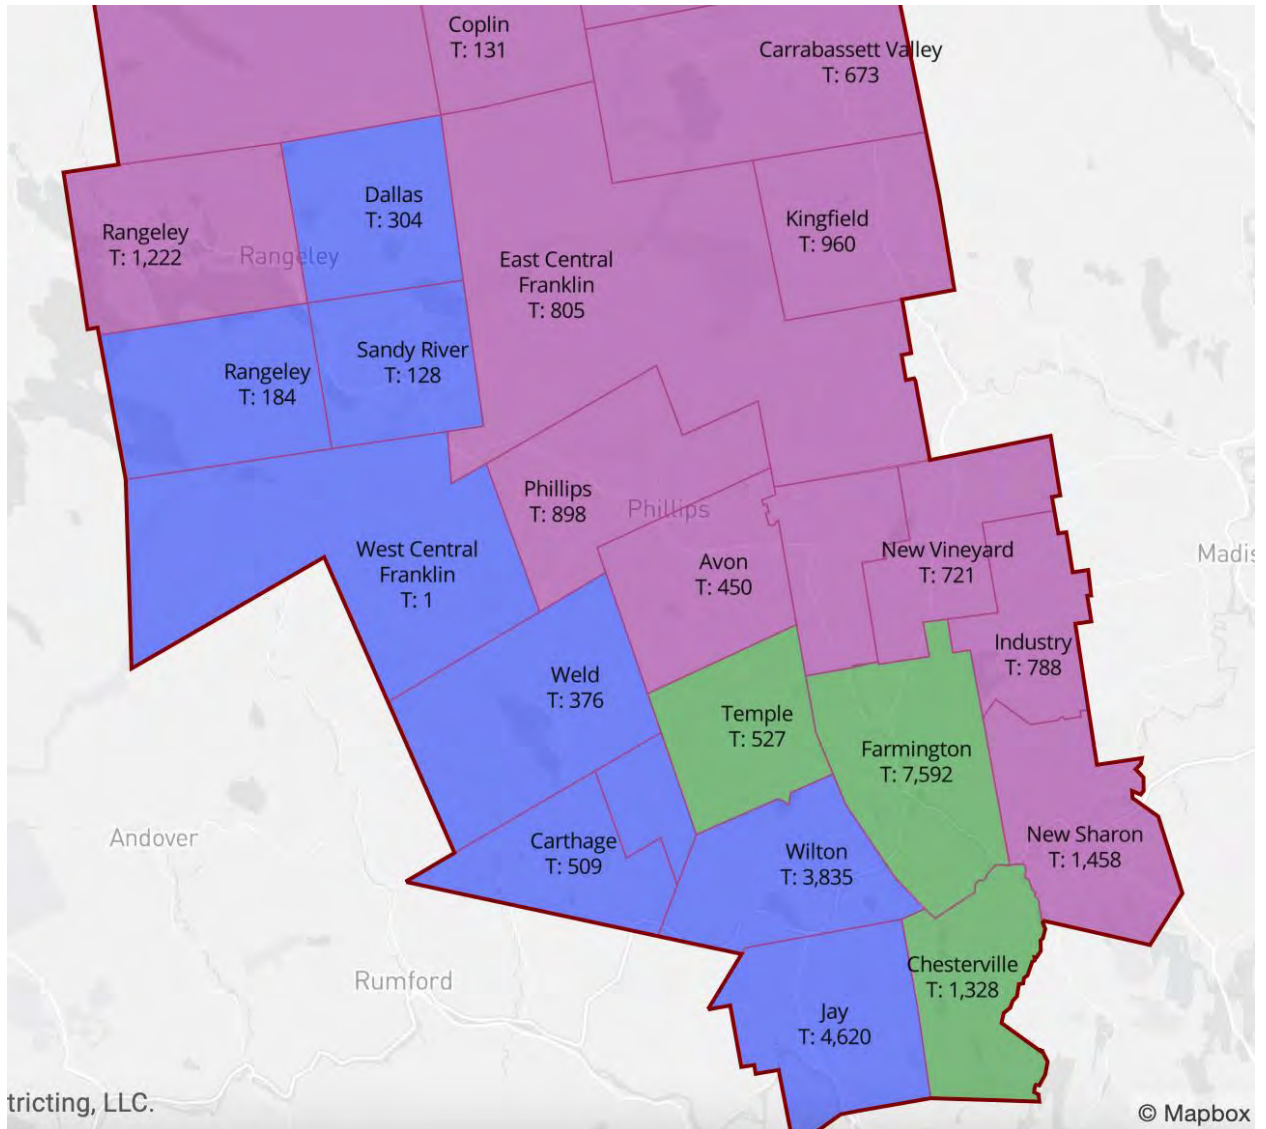 Coplin
T: 131
Carrabassett Valley
T: 673
Dallas
T: 304
Rangeley
T: 1,222
Rangeley
Kingfield
T: 960
East Central
Franklin
T: 805
Sandy River
T: 128
Rangeley
T: 184
Phillips
T: 898
Phillips
West Central
Franklin
T: 1
Avon
T: 450
New Vineyard
T: 721
Madis
Industry
T: 788
Weld
T: 376
Temple
T: 527
Farmington
T: 7,592
Andover
Carthage
T: 509
Wilton
T: 3,835
New Sharon
T: 1,458
Rumford
Chesterville
T: 1,328
Jay
T: 4,620
tricting, LLC.
© Mapbox